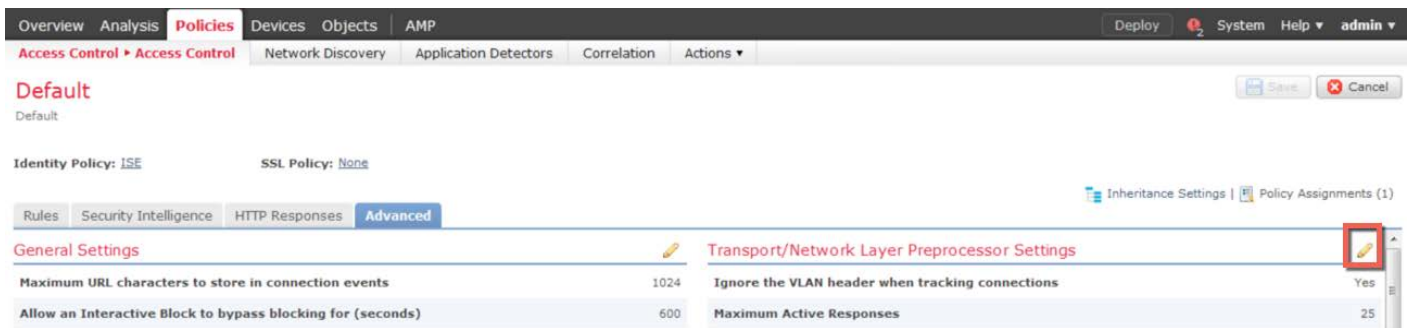 Overview Analysis Policies Devices Objects AMP Deploy 2 System Help ▾ admin ▾
Access Control ▸ Access Control Network Discovery Application Detectors Correlation Actions ▾
Default Save Cancel
Default
Identity Policy: ISE SSL Policy: None
Inheritance Settings | Policy Assignments (1)
Rules Security Intelligence HTTP Responses Advanced
General Settings Transport/Network Layer Preprocessor Settings
Maximum URL characters to store in connection events 1024 Ignore the VLAN header when tracking connections Yes
Allow an Interactive Block to bypass blocking for (seconds) 600 Maximum Active Responses 25